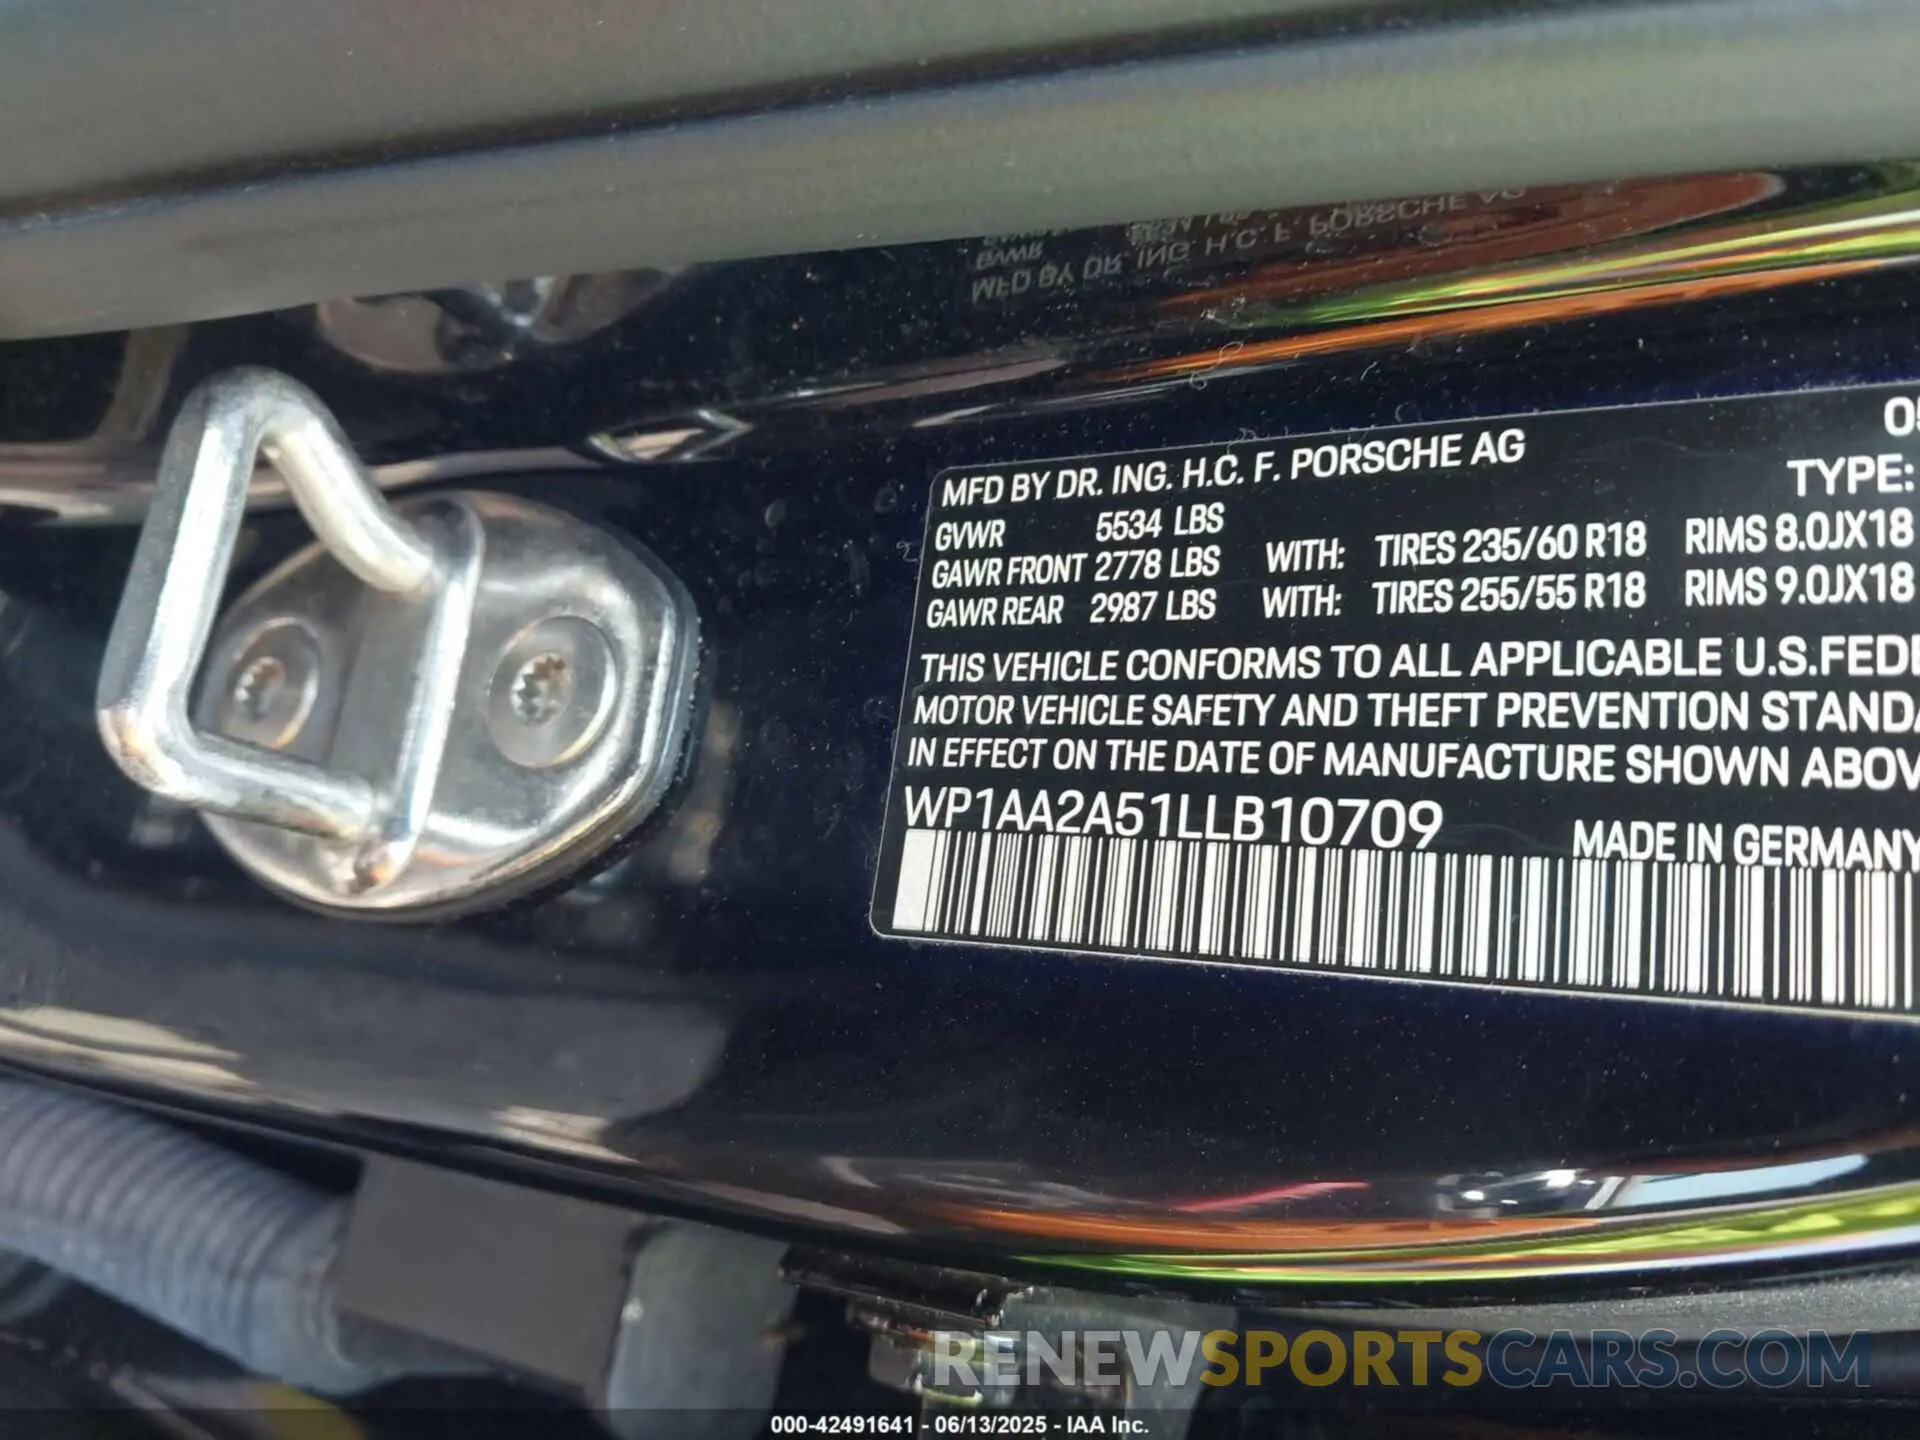 05
MFD BY DR. ING. H.C. F. PORSCHE AG
TYPE:
GVWR 5534 LBS
GAWR FRONT 2778 LBS WITH: TIRES 235/60 R18 RIMS 8.0JX18
GAWR REAR 2987 LBS WITH: TIRES 255/55 R18 RIMS 9.0JX18
THIS VEHICLE CONFORMS TO ALL APPLICABLE U.S.FEDE
MOTOR VEHICLE SAFETY AND THEFT PREVENTION STANDA
IN EFFECT ON THE DATE OF MANUFACTURE SHOWN ABOV
WP1AA2A51LLB10709
MADE IN GERMANY
RENEWSPORTSCARS.COM
000-42491641 - 06/13/2025 - IAA Inc.